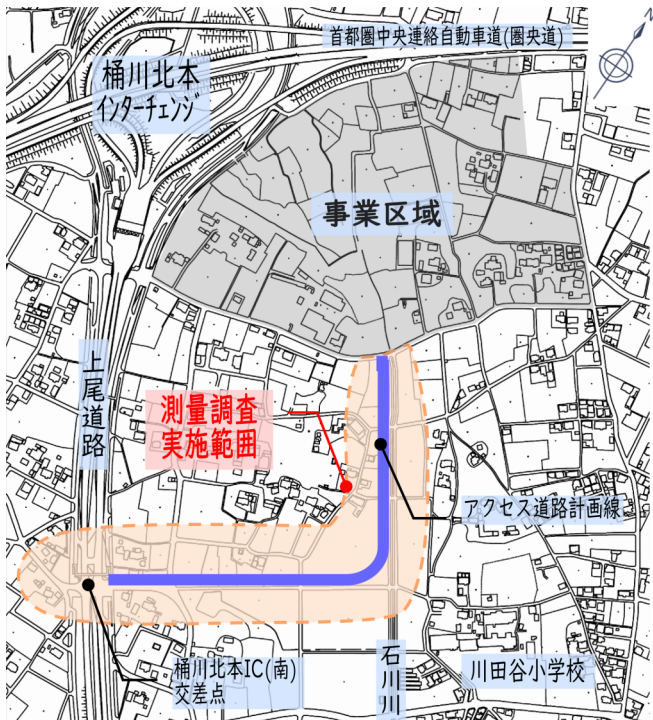 首都圏中央連絡自動車道(圏央道)
N
桶川北本
インターチェンジ
事業区域
上尾道路
測量調査
実施範囲
アクセス道路計画線
桶川北本IC(南)
交差点
石川川
川田谷小学校